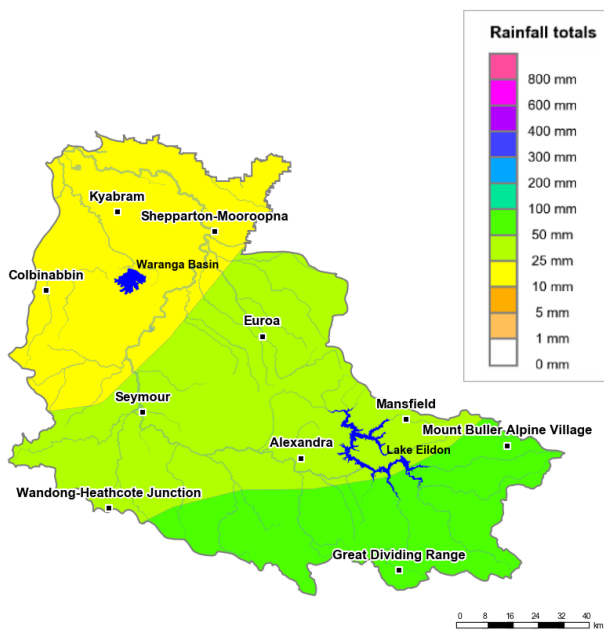 Rainfall totals
800 mm
600 mm
400 mm
300 mm
200 mm
100 mm
50 mm
25 mm
10 mm
5 mm
1 mm
0 mm
Kyabram
Shepparton-Mooroopna
Waranga Basin
Colbinabbin
Euroa
Seymour
Mansfield
Mount Buller Alpine Village
Alexandra
Lake Eildon
Wandong-Heathcote Junction
Great Dividing Range
0 8 16 24 32 40
km